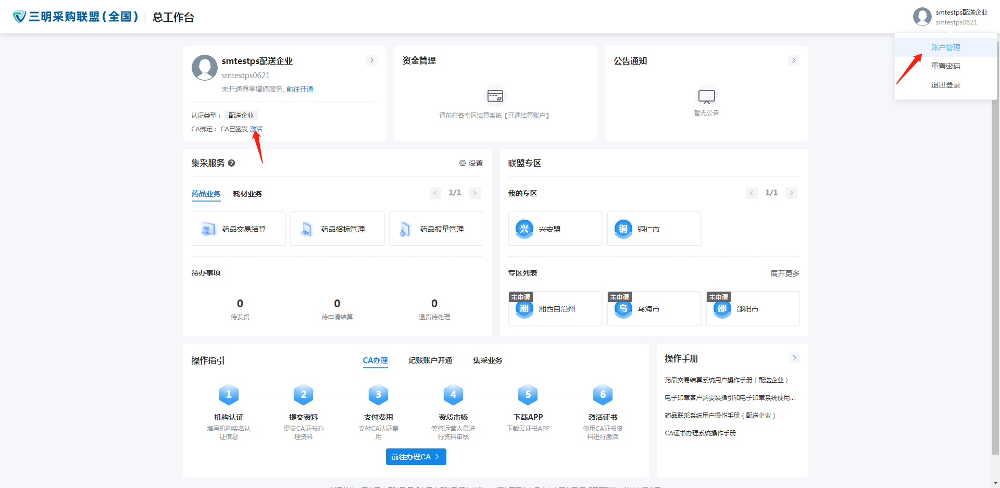 三明采购联盟(全国)
总工作台
smtestps配送企业
smtestps0621
账户管理
重置密码
退出登录
smtestps配送企业
smtestps0621
未开通尊享增值服务, 前往开通
认证类型： 配送企业
CA绑定： CA已签发 激活
资金管理
请前往各专区结算系统【开通结算账户】
公告通知
暂无公告
集采服务 ?
设置
药品业务 耗材业务
1/1
药品交易结算
药品招标管理
药品报量管理
待办事项
0 0 0
待发货 待申请结算 退货待处理
联盟专区
我的专区
1/1
兴 兴安盟
铜 铜仁市
专区列表
展开更多
未申请 未申请 未申请
湘 湘西自治州
乌 乌海市
邵 邵阳市
操作指引
CA办理 记账账户开通 集采业务
1 2 3 4 5 6
机构认证 提交资料 支付费用 资质审核 下载APP 激活证书
填写机构实名认 提交CA证书办 支付CA认证费 等待运营人员进 下载云证书APP 使用CA证书资
证信息 理资料 用 行资料审核 料进行激活
前往办理CA
操作手册
药品交易结算系统用户操作手册（配送企业）
电子印章客户端安装指引和电子印章系统使用...
药品联采系统用户操作手册（配送企业）
CA证书办理系统操作手册